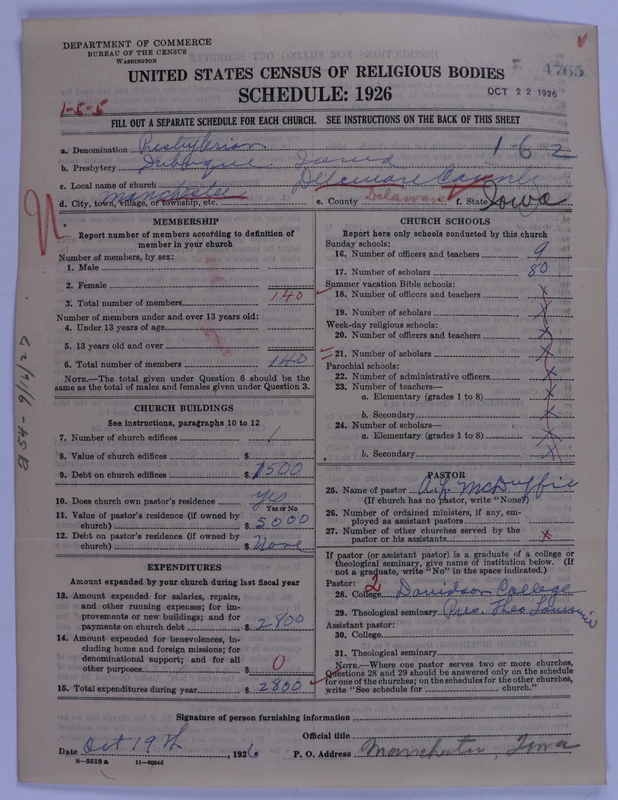 DEPARTMENT OF COMMERCE
BUREAU OF THE CENSUS
WASHINGTON
4765
UNITED STATES CENSUS OF RELIGIOUS BODIES
SCHEDULE: 1926
OCT 22 1926
1-5-5
FILL OUT A SEPARATE SCHEDULE FOR EACH CHURCH. SEE INSTRUCTIONS ON THE BACK OF THIS SHEET
a. Denomination Presbyterian
1 6 2
b. Presbytery Dubuque Iowa
c. Local name of church Delaware
d. City, town, village, or township, etc. Manchester e. County Delaware f. State Iowa
MEMBERSHIP
Report number of members according to definition of
member in your church
Number of members, by sex:
1. Male
2. Female
3. Total number of members 140
Number of members under and over 13 years old:
4. Under 13 years of age
5. 13 years old and over
6. Total number of members 140
NOTE.—The total given under Question 6 should be
same as the total of males and females given under Question 3.
CHURCH BUILDINGS
See instructions, paragraphs 10 to 12
7. Number of church edifices 1
8. Value of church edifices $
9. Debt on church edifices $ 1500
10. Does church own pastor's residence yes
Yes or No
11. Value of pastor's residence (if owned by
church) $ 5000
12. Debt on pastor's residence (if owned by
church) $ None
EXPENDITURES
Amount expended by your church during last fiscal year
13. Amount expended for salaries, repairs,
and other running expenses; for im-
provements or new buildings; and for
payments on church debt $ 2800
14. Amount expended for benevolences, in-
cluding home and foreign missions; for
denominational support; and for all
other purposes $ 0
15. Total expenditures during year $ 2800
CHURCH SCHOOLS
Report here only schools conducted by this church
Sunday schools:
16. Number of officers and teachers 9
17. Number of scholars 80
Summer vacation Bible schools:
18. Number of officers and teachers x
19. Number of scholars x
Week-day religious schools:
20. Number of officers and teachers x
21. Number of scholars x
Parochial schools:
22. Number of administrative officers x
23. Number of teachers—
a. Elementary (grades 1 to 8) x
b. Secondary x
24. Number of scholars—
a. Elementary (grades 1 to 8) x
b. Secondary x
PASTOR
25. Name of pastor A. L. McDuffie
(If church has no pastor, write "None")
26. Number of ordained ministers, if any, em-
ployed as assistant pastors
27. Number of other churches served by the
pastor or his assistants x
If pastor (or assistant pastor) is a graduate of a college or
theological seminary, give name of institution below. (If
not a graduate, write "No" in the space indicated.)
Pastor: 2
28. College Davidson College
29. Theological seminary Pres. Theo.
Assistant pastor:
30. College
31. Theological seminary
NOTE.—Where one pastor serves two or more churches,
Questions 28 and 29 should be answered only on the schedule
for one of the churches; on the schedules for the other churches,
write "See schedule for church."
Signature of person furnishing information
Official title
Date Oct 19th, 1926 P. O. Address Manchester, Iowa
8—5518a 11—9034d